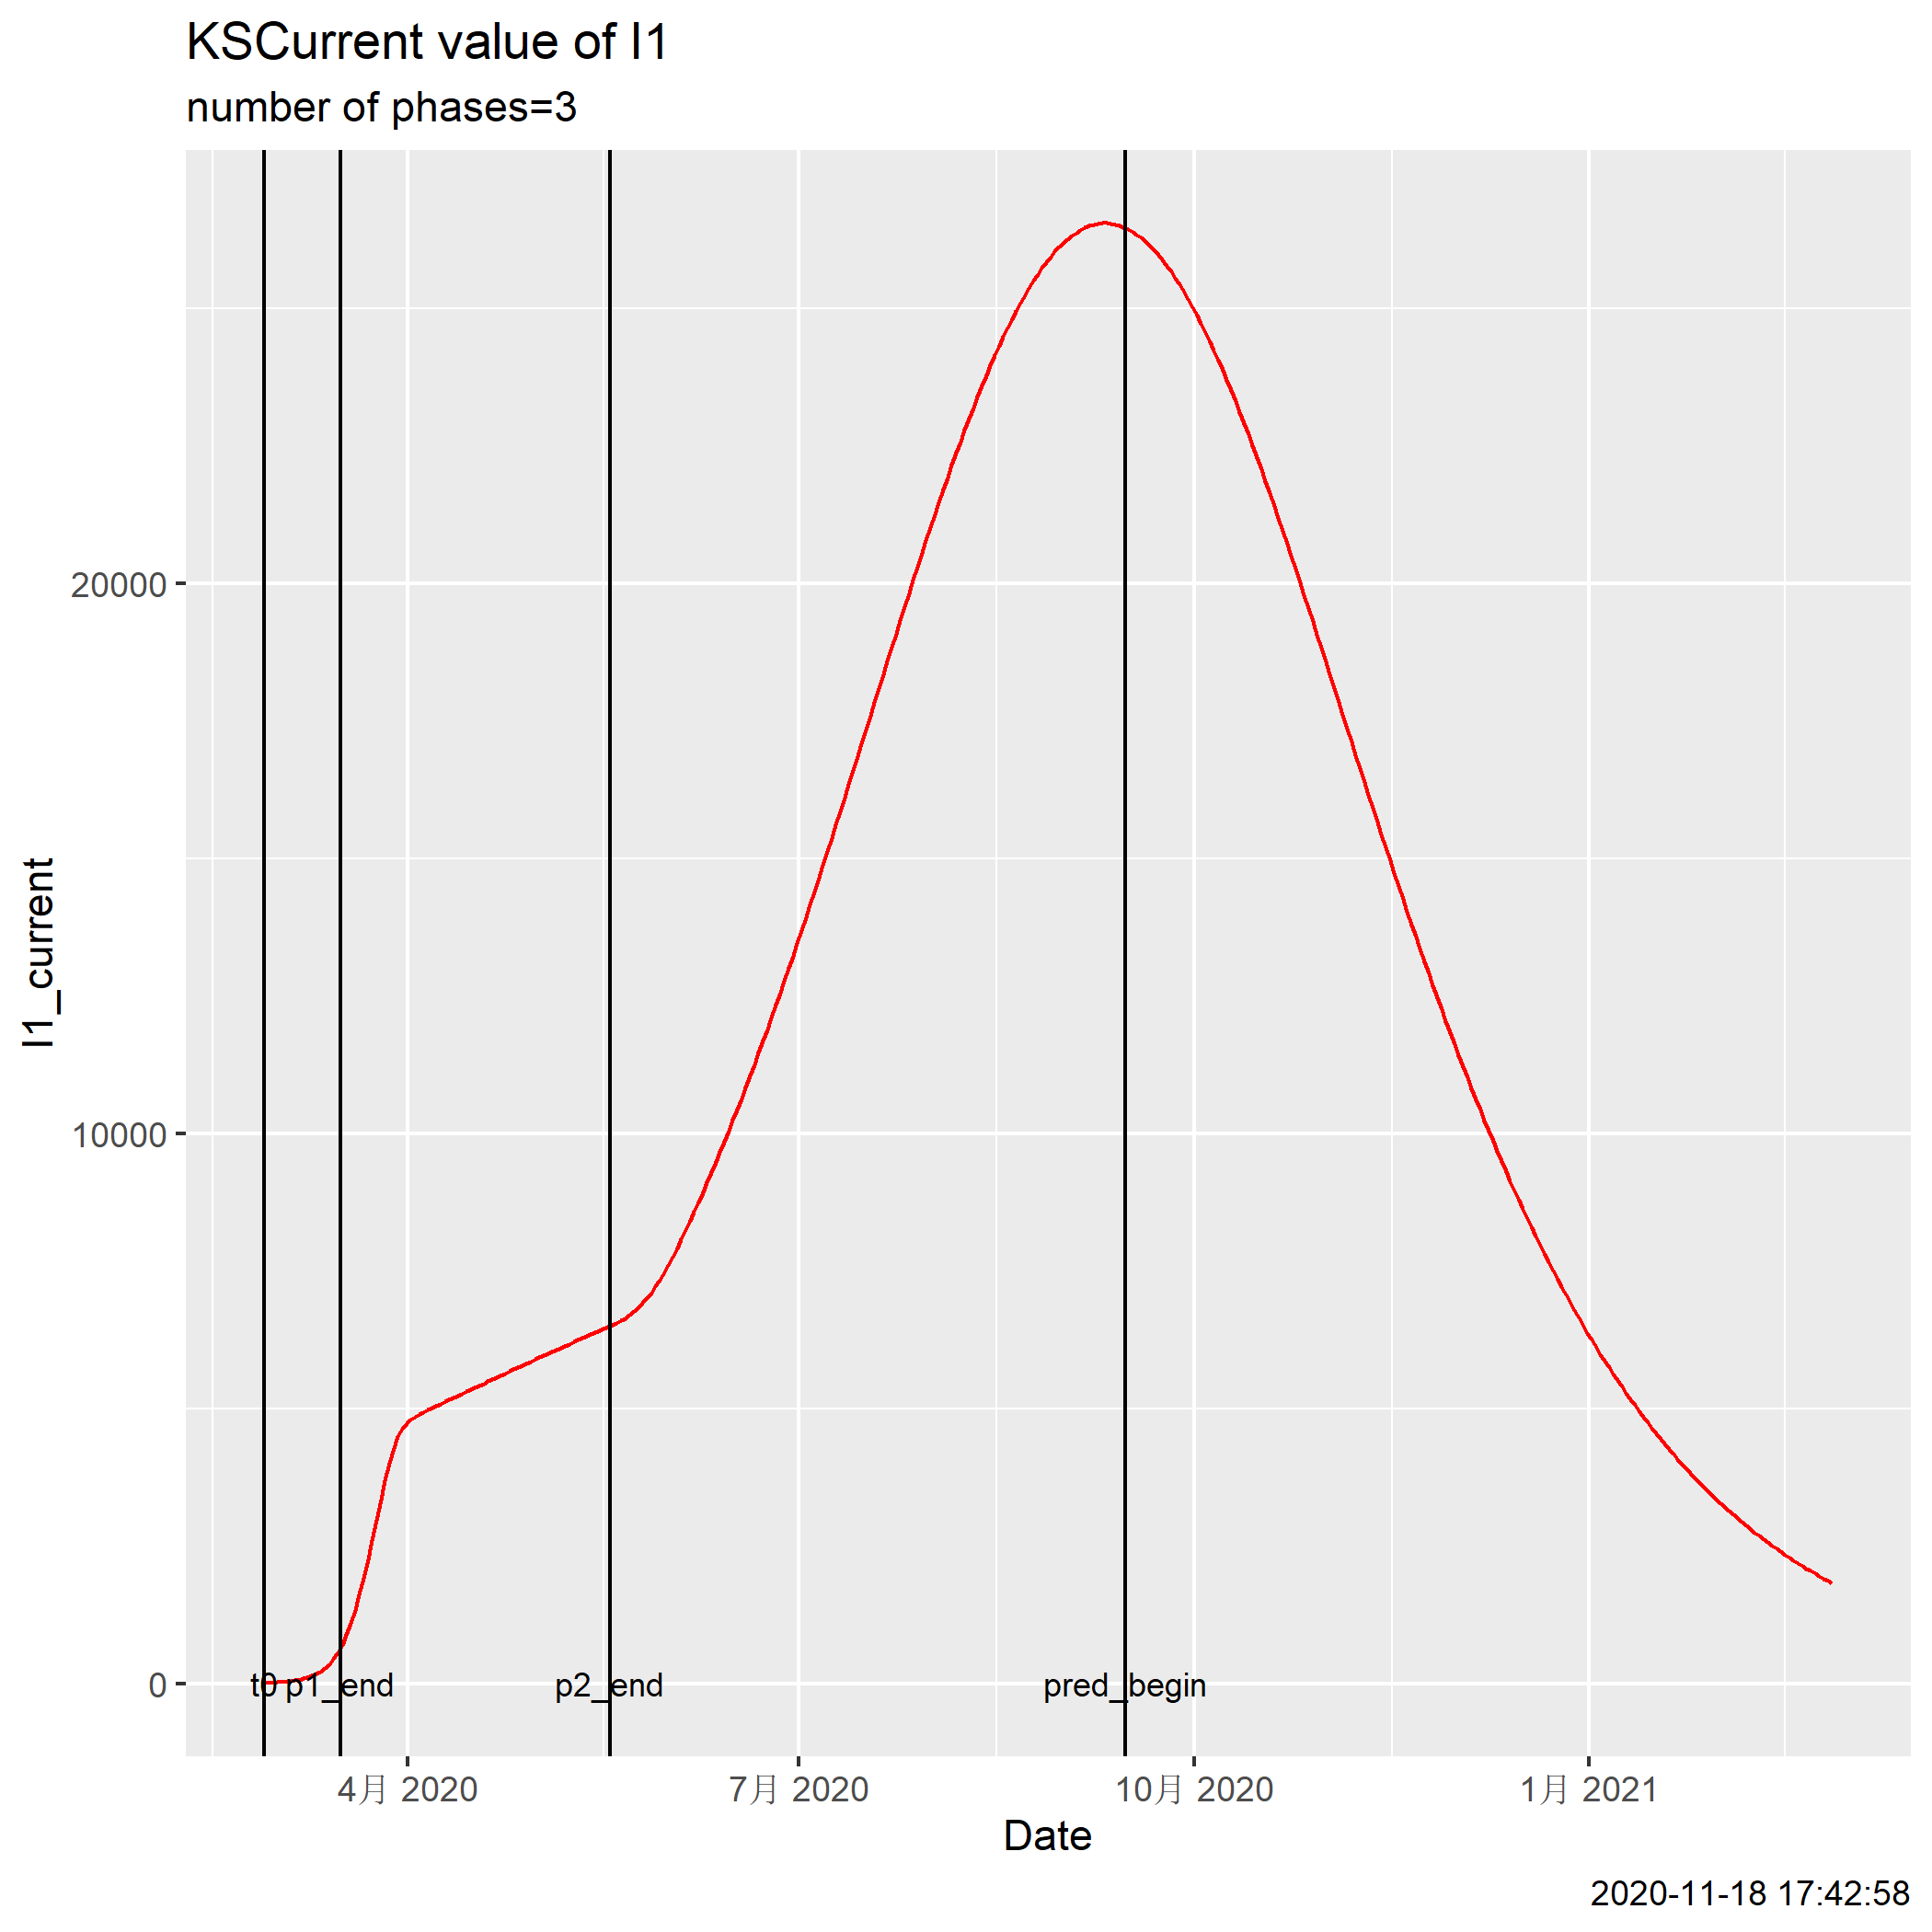 KSCurrent value of I1
number of phases=3
I1_current
20000
10000
0
t0 p1_end p2_end pred_begin
4月 2020 7月 2020 10月 2020 1月 2021
Date
2020-11-18 17:42:58